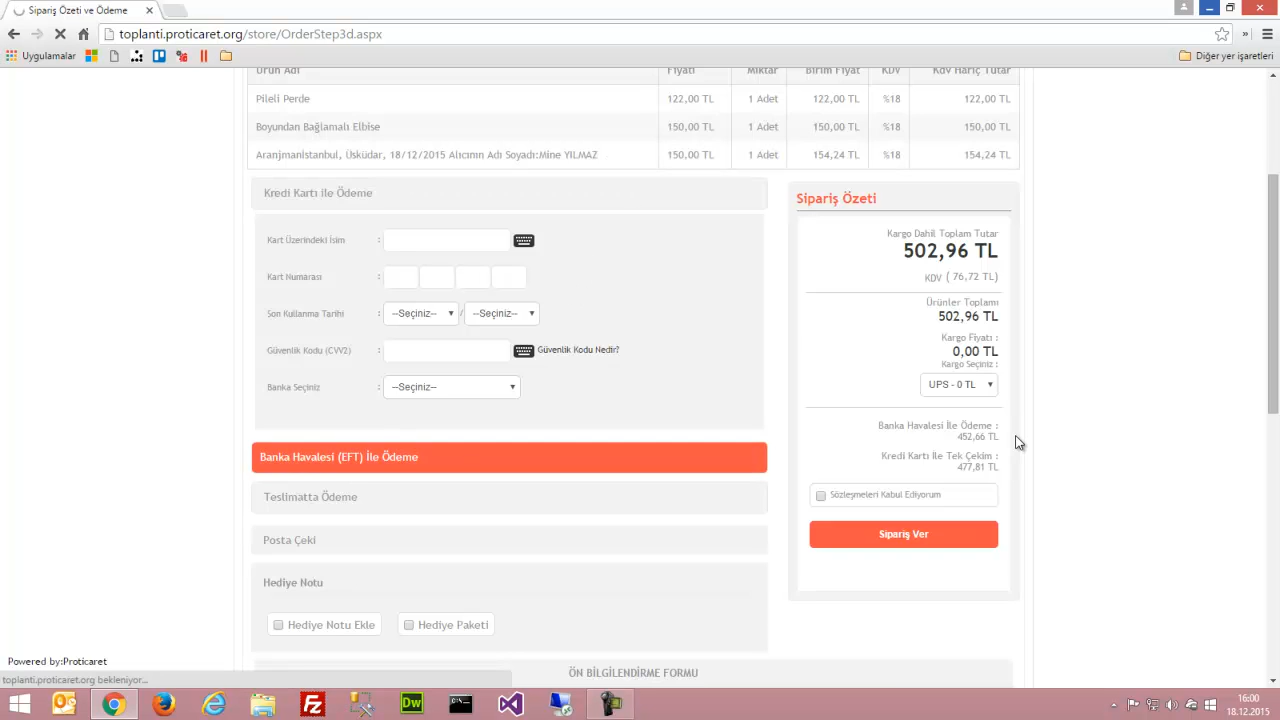 Sipariş Özeti ve Ödeme
toplanti.proticaret.org/store/OrderStep3d.aspx
Uygulamalar
Diğer yer işaretleri
Ürün Adı Fiyatı Miktar Birim Fiyat KDV Kdv Hariç Tutar
Pileli Perde 122,00 TL 1 Adet 122,00 TL %18 122,00 TL
Boyundan Bağlamalı Elbise 150,00 TL 1 Adet 150,00 TL %18 150,00 TL
Aranjmanİstanbul, Üsküdar, 18/12/2015 Alıcının Adı Soyadı:Mine YILMAZ 150,00 TL 1 Adet 154,24 TL %18 154,24 TL
Kredi Kartı ile Ödeme
Kart Üzerindeki İsim :
Kart Numarası :
Son Kullanma Tarihi : --Seçiniz-- / --Seçiniz--
Güvenlik Kodu (CVV2) : Güvenlik Kodu Nedir?
Banka Seçiniz : --Seçiniz--
Banka Havalesi (EFT) İle Ödeme
Teslimatta Ödeme
Posta Çeki
Hediye Notu
Hediye Notu Ekle Hediye Paketi
ÖN BİLGİLENDİRME FORMU
Sipariş Özeti
Kargo Dahil Toplam Tutar
502,96 TL
KDV ( 76,72 TL)
Ürünler Toplamı
502,96 TL
Kargo Fiyatı :
0,00 TL
Kargo Seçiniz :
UPS - 0 TL
Banka Havalesi İle Ödeme :
452,66 TL
Kredi Kartı İle Tek Çekim :
477,81 TL
Sözleşmeleri Kabul Ediyorum
Sipariş Ver
Powered by:Proticaret
toplanti.proticaret.org bekleniyor...
Dw
16:00
18.12.2015